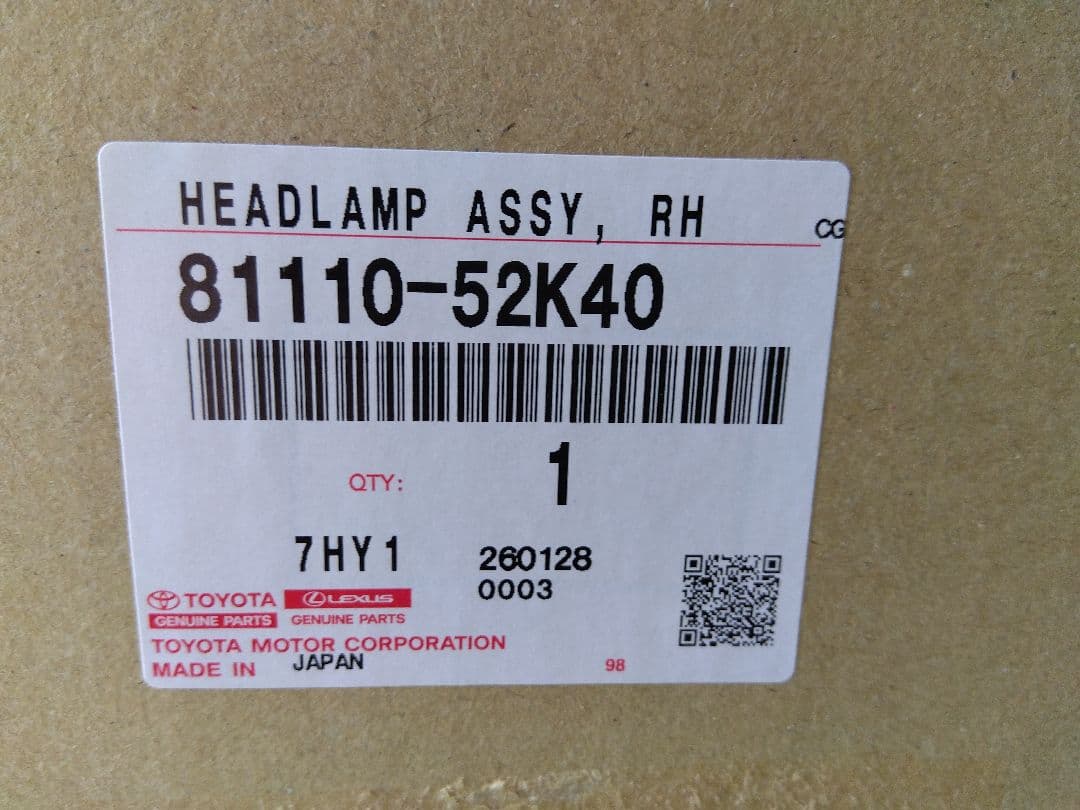 HEADLAMP ASSY, RH
CG
81110-52K40
QTY: 1
7HY1 260128
0003
TOYOTA LEXUS
GENUINE PARTS GENUINE PARTS
TOYOTA MOTOR CORPORATION
MADE IN JAPAN
98